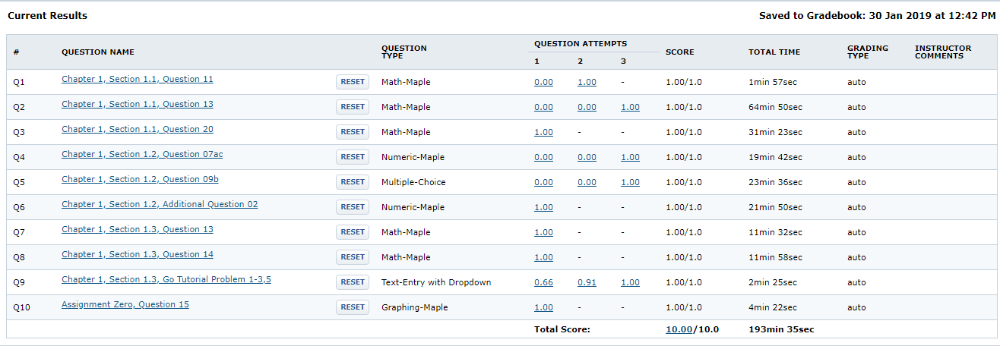 Current Results Saved to Gradebook: 30 Jan 2019 at 12:42 PM
# QUESTION NAME QUESTION TYPE QUESTION ATTEMPTS SCORE TOTAL TIME GRADING TYPE INSTRUCTOR COMMENTS
1 2 3
Q1 Chapter 1, Section 1.1, Question 11 RESET Math-Maple 0.00 1.00 - 1.00/1.0 1min 57sec auto
Q2 Chapter 1, Section 1.1, Question 13 RESET Math-Maple 0.00 0.00 1.00 1.00/1.0 64min 50sec auto
Q3 Chapter 1, Section 1.1, Question 20 RESET Math-Maple 1.00 - - 1.00/1.0 31min 23sec auto
Q4 Chapter 1, Section 1.2, Question 07ac RESET Numeric-Maple 0.00 0.00 1.00 1.00/1.0 19min 42sec auto
Q5 Chapter 1, Section 1.2, Question 09b RESET Multiple-Choice 0.00 0.00 1.00 1.00/1.0 23min 36sec auto
Q6 Chapter 1, Section 1.2, Additional Question 02 RESET Numeric-Maple 1.00 - - 1.00/1.0 21min 50sec auto
Q7 Chapter 1, Section 1.3, Question 13 RESET Math-Maple 1.00 - - 1.00/1.0 11min 32sec auto
Q8 Chapter 1, Section 1.3, Question 14 RESET Math-Maple 1.00 - - 1.00/1.0 11min 58sec auto
Q9 Chapter 1, Section 1.3, Go Tutorial Problem 1-3,5 RESET Text-Entry with Dropdown 0.66 0.91 1.00 1.00/1.0 2min 25sec auto
Q10 Assignment Zero, Question 15 RESET Graphing-Maple 1.00 - - 1.00/1.0 4min 22sec auto
Total Score: 10.00/10.0 193min 35sec